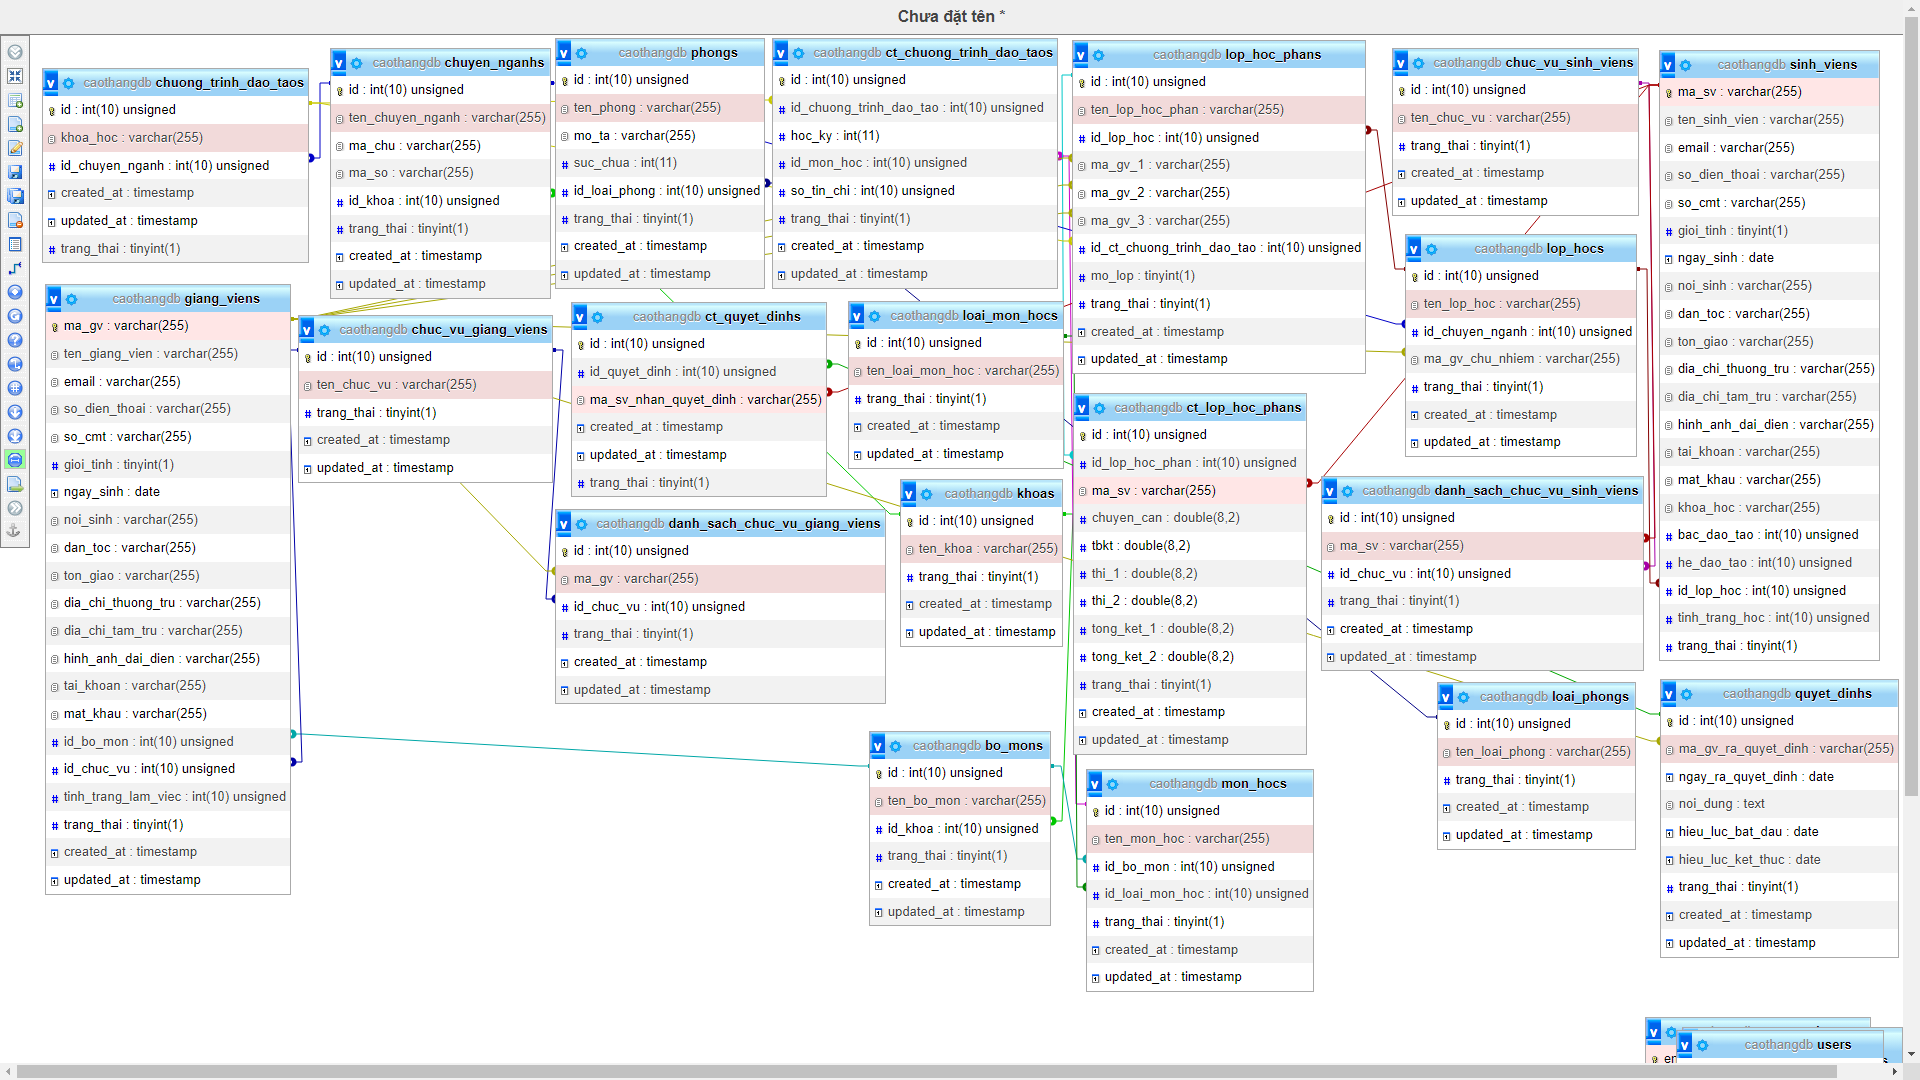 Chưa đặt tên *
caothangdb chuong_trinh_dao_taos
id : int(10) unsigned
khoa_hoc : varchar(255)
id_chuyen_nganh : int(10) unsigned
created_at : timestamp
updated_at : timestamp
trang_thai : tinyint(1)
caothangdb chuyen_nganhs
id : int(10) unsigned
ten_chuyen_nganh : varchar(255)
ma_chu : varchar(255)
ma_so : varchar(255)
id_khoa : int(10) unsigned
trang_thai : tinyint(1)
created_at : timestamp
updated_at : timestamp
caothangdb phongs
id : int(10) unsigned
ten_phong : varchar(255)
mo_ta : varchar(255)
suc_chua : int(11)
id_loai_phong : int(10) unsigned
trang_thai : tinyint(1)
created_at : timestamp
updated_at : timestamp
caothangdb ct_chuong_trinh_dao_taos
id : int(10) unsigned
id_chuong_trinh_dao_tao : int(10) unsigned
hoc_ky : int(11)
id_mon_hoc : int(10) unsigned
so_tin_chi : int(10) unsigned
trang_thai : tinyint(1)
created_at : timestamp
updated_at : timestamp
caothangdb lop_hoc_phans
id : int(10) unsigned
ten_lop_hoc_phan : varchar(255)
id_lop_hoc : int(10) unsigned
ma_gv_1 : varchar(255)
ma_gv_2 : varchar(255)
ma_gv_3 : varchar(255)
id_ct_chuong_trinh_dao_tao : int(10) unsigned
mo_lop : tinyint(1)
trang_thai : tinyint(1)
created_at : timestamp
updated_at : timestamp
caothangdb chuc_vu_sinh_viens
id : int(10) unsigned
ten_chuc_vu : varchar(255)
trang_thai : tinyint(1)
created_at : timestamp
updated_at : timestamp
caothangdb sinh_viens
ma_sv : varchar(255)
ten_sinh_vien : varchar(255)
email : varchar(255)
so_dien_thoai : varchar(255)
so_cmt : varchar(255)
gioi_tinh : tinyint(1)
ngay_sinh : date
noi_sinh : varchar(255)
dan_toc : varchar(255)
ton_giao : varchar(255)
dia_chi_thuong_tru : varchar(255)
dia_chi_tam_tru : varchar(255)
hinh_anh_dai_dien : varchar(255)
tai_khoan : varchar(255)
mat_khau : varchar(255)
khoa_hoc : varchar(255)
bac_dao_tao : int(10) unsigned
he_dao_tao : int(10) unsigned
id_lop_hoc : int(10) unsigned
tinh_trang_hoc : int(10) unsigned
trang_thai : tinyint(1)
caothangdb lop_hocs
id : int(10) unsigned
ten_lop_hoc : varchar(255)
id_chuyen_nganh : int(10) unsigned
ma_gv_chu_nhiem : varchar(255)
trang_thai : tinyint(1)
created_at : timestamp
updated_at : timestamp
caothangdb giang_viens
ma_gv : varchar(255)
ten_giang_vien : varchar(255)
email : varchar(255)
so_dien_thoai : varchar(255)
so_cmt : varchar(255)
gioi_tinh : tinyint(1)
ngay_sinh : date
noi_sinh : varchar(255)
dan_toc : varchar(255)
ton_giao : varchar(255)
dia_chi_thuong_tru : varchar(255)
dia_chi_tam_tru : varchar(255)
hinh_anh_dai_dien : varchar(255)
tai_khoan : varchar(255)
mat_khau : varchar(255)
id_bo_mon : int(10) unsigned
id_chuc_vu : int(10) unsigned
tinh_trang_lam_viec : int(10) unsigned
trang_thai : tinyint(1)
created_at : timestamp
updated_at : timestamp
caothangdb chuc_vu_giang_viens
id : int(10) unsigned
ten_chuc_vu : varchar(255)
trang_thai : tinyint(1)
created_at : timestamp
updated_at : timestamp
caothangdb ct_quyet_dinhs
id : int(10) unsigned
id_quyet_dinh : int(10) unsigned
ma_sv_nhan_quyet_dinh : varchar(255)
created_at : timestamp
updated_at : timestamp
trang_thai : tinyint(1)
caothangdb loai_mon_hocs
id : int(10) unsigned
ten_loai_mon_hoc : varchar(255)
trang_thai : tinyint(1)
created_at : timestamp
updated_at : timestamp
caothangdb ct_lop_hoc_phans
id : int(10) unsigned
id_lop_hoc_phan : int(10) unsigned
ma_sv : varchar(255)
chuyen_can : double(8,2)
tbkt : double(8,2)
thi_1 : double(8,2)
thi_2 : double(8,2)
tong_ket_1 : double(8,2)
tong_ket_2 : double(8,2)
trang_thai : tinyint(1)
created_at : timestamp
updated_at : timestamp
caothangdb khoas
id : int(10) unsigned
ten_khoa : varchar(255)
trang_thai : tinyint(1)
created_at : timestamp
updated_at : timestamp
caothangdb danh_sach_chuc_vu_sinh_viens
id : int(10) unsigned
ma_sv : varchar(255)
id_chuc_vu : int(10) unsigned
trang_thai : tinyint(1)
created_at : timestamp
updated_at : timestamp
caothangdb danh_sach_chuc_vu_giang_viens
id : int(10) unsigned
ma_gv : varchar(255)
id_chuc_vu : int(10) unsigned
trang_thai : tinyint(1)
created_at : timestamp
updated_at : timestamp
caothangdb loai_phongs
id : int(10) unsigned
ten_loai_phong : varchar(255)
trang_thai : tinyint(1)
created_at : timestamp
updated_at : timestamp
caothangdb quyet_dinhs
id : int(10) unsigned
ma_gv_ra_quyet_dinh : varchar(255)
ngay_ra_quyet_dinh : date
noi_dung : text
hieu_luc_bat_dau : date
hieu_luc_ket_thuc : date
trang_thai : tinyint(1)
created_at : timestamp
updated_at : timestamp
caothangdb bo_mons
id : int(10) unsigned
ten_bo_mon : varchar(255)
id_khoa : int(10) unsigned
trang_thai : tinyint(1)
created_at : timestamp
updated_at : timestamp
caothangdb mon_hocs
id : int(10) unsigned
ten_mon_hoc : varchar(255)
id_bo_mon : int(10) unsigned
id_loai_mon_hoc : int(10) unsigned
trang_thai : tinyint(1)
created_at : timestamp
updated_at : timestamp
caothangdb users